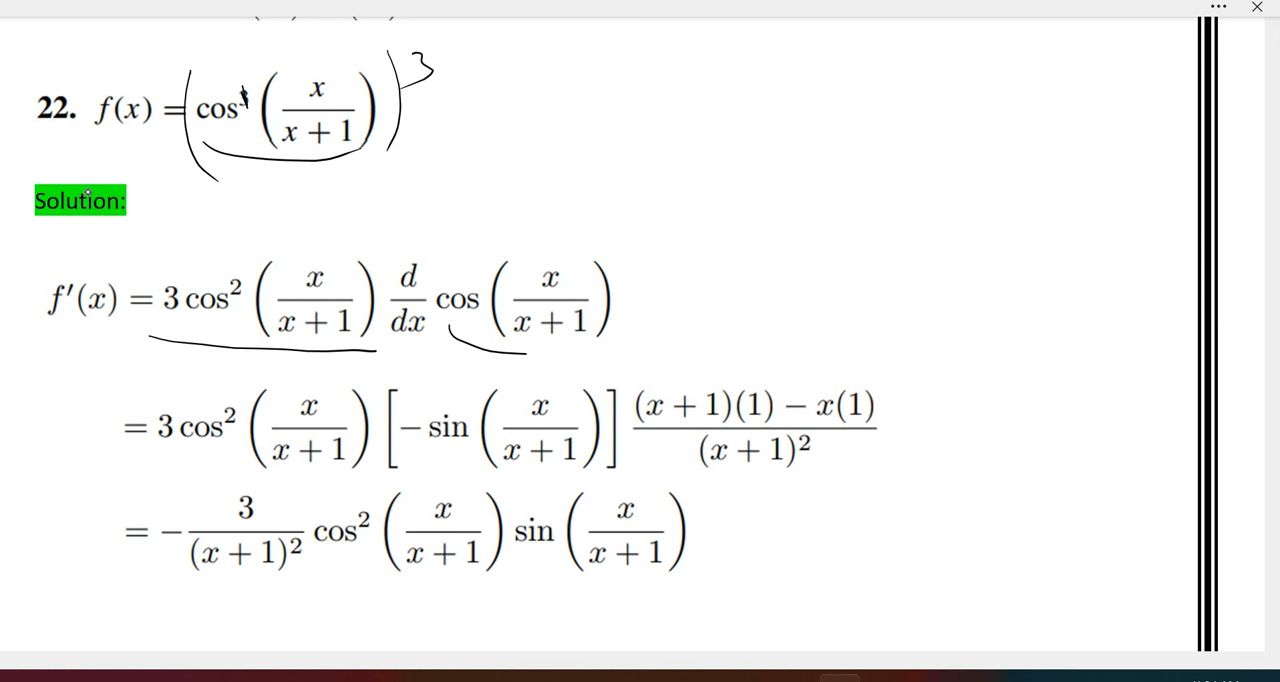 22. f(x) = (cos³ (x/(x + 1)))³
Solution:
f′(x) = 3 cos² (x/(x + 1)) d/dx cos (x/(x + 1))
= 3 cos² (x/(x + 1)) [− sin (x/(x + 1))] ((x + 1)(1) − x(1))/(x + 1)²
= − 3/(x + 1)² cos² (x/(x + 1)) sin (x/(x + 1))